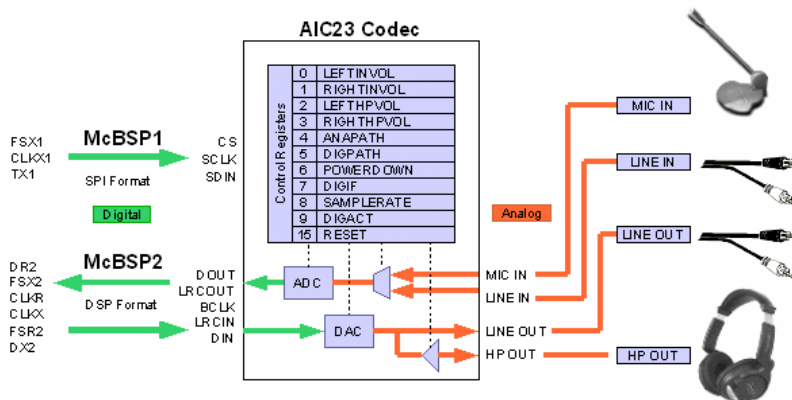 AIC23 Codec
Control Registers
0 LEFTINVOL
1 RIGHTINVOL
2 LEFTHPVOL
3 RIGHTHPVOL
4 ANAPATH
5 DIGPATH
6 POWERDOWN
7 DIGIF
8 SAMPLERATE
9 DIGACT
15 RESET
FSX1
CLKX1
TX1
McBSP1
SPI Format
CS
SCLK
SDIN
Digital
Analog
DR2
FSX2
CLKR
CLKX
FSR2
DX2
McBSP2
DSP Format
DOUT
LRCOUT
BCLK
LRCIN
DIN
ADC
DAC
MIC IN
LINE IN
LINE OUT
HP OUT
MIC IN
LINE IN
LINE OUT
HP OUT